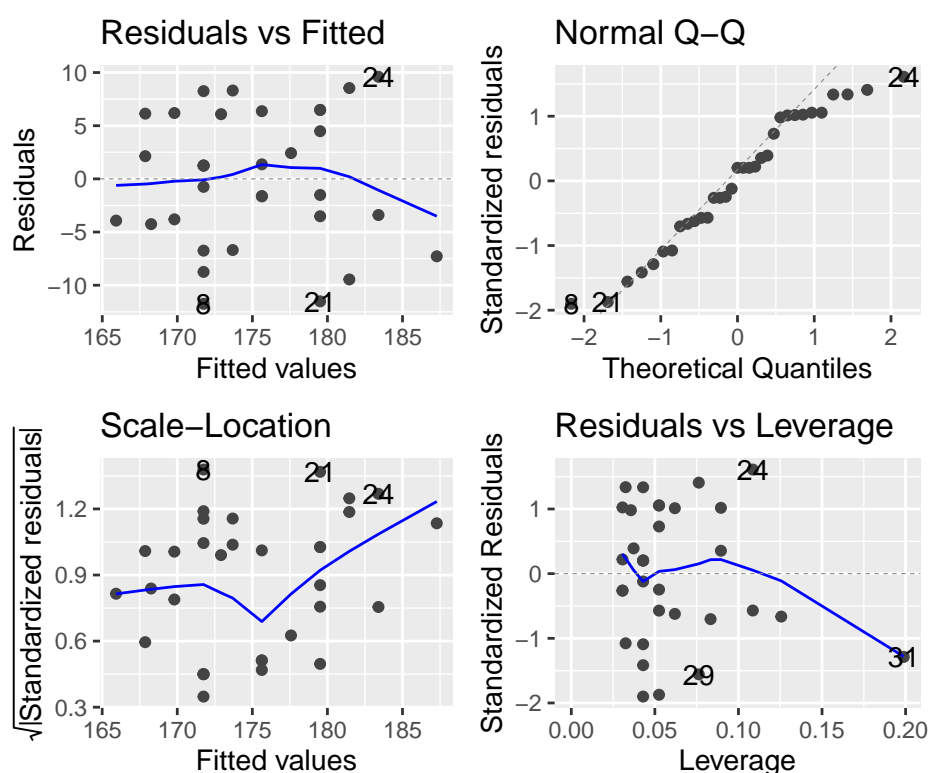 Residuals vs Fitted
Residuals
10
5
0
−5
−10
24
8
21
165 170 175 180 185
Fitted values
Normal Q−Q
Standardized residuals
1
0
−1
−2
24
8
21
−2 −1 0 1 2
Theoretical Quantiles
Scale−Location
√|Standardized residuals|
1.2
0.9
0.6
0.3
8
21
24
165 170 175 180 185
Fitted values
Residuals vs Leverage
Standardized Residuals
1
0
−1
−2
24
31
29
0.00 0.05 0.10 0.15 0.20
Leverage